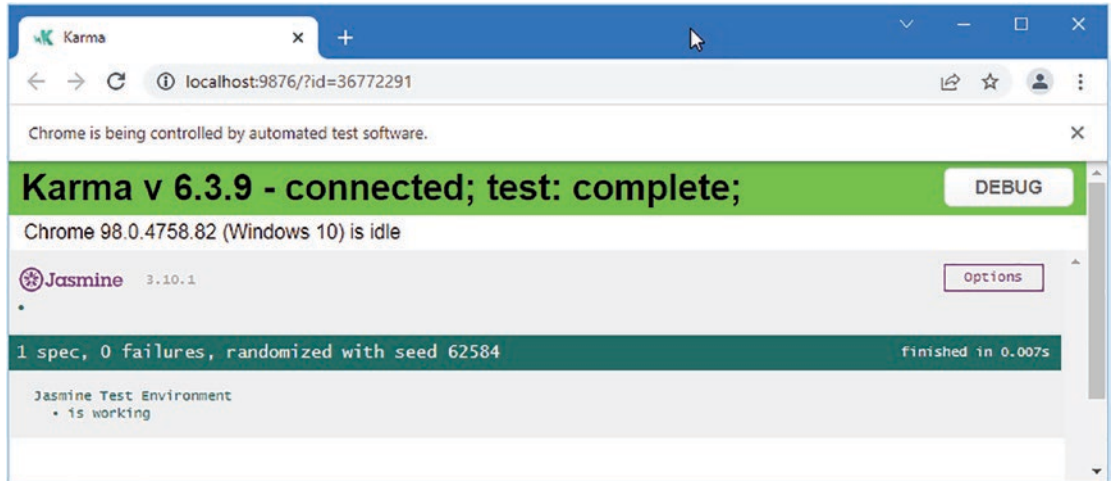 Karma
localhost:9876/?id=36772291
Chrome is being controlled by automated test software.
Karma v 6.3.9 - connected; test: complete;
DEBUG
Chrome 98.0.4758.82 (Windows 10) is idle
Jasmine 3.10.1
Options
1 spec, 0 failures, randomized with seed 62584
finished in 0.007s
Jasmine Test Environment
• is working